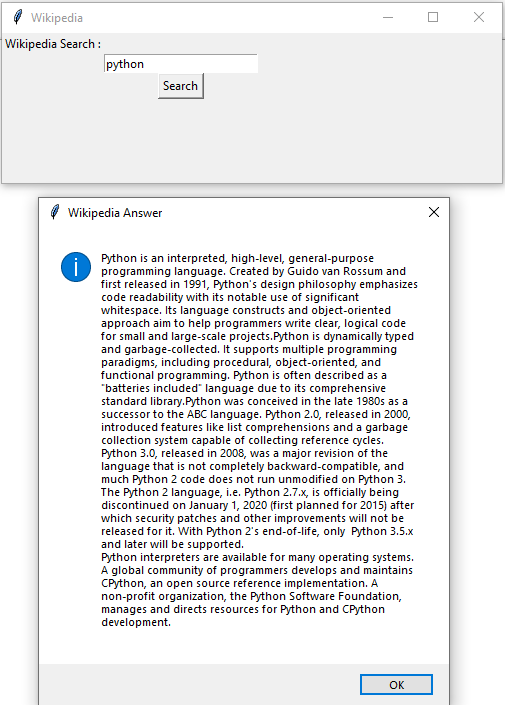 Wikipedia
Wikipedia Search :
python
Search
Wikipedia Answer
Python is an interpreted, high-level, general-purpose
programming language. Created by Guido van Rossum and
first released in 1991, Python's design philosophy emphasizes
code readability with its notable use of significant
whitespace. Its language constructs and object-oriented
approach aim to help programmers write clear, logical code
for small and large-scale projects.Python is dynamically typed
and garbage-collected. It supports multiple programming
paradigms, including procedural, object-oriented, and
functional programming. Python is often described as a
"batteries included" language due to its comprehensive
standard library.Python was conceived in the late 1980s as a
successor to the ABC language. Python 2.0, released in 2000,
introduced features like list comprehensions and a garbage
collection system capable of collecting reference cycles.
Python 3.0, released in 2008, was a major revision of the
language that is not completely backward-compatible, and
much Python 2 code does not run unmodified on Python 3.
The Python 2 language, i.e. Python 2.7.x, is officially being
discontinued on January 1, 2020 (first planned for 2015) after
which security patches and other improvements will not be
released for it. With Python 2's end-of-life, only  Python 3.5.x
and later will be supported.
Python interpreters are available for many operating systems.
A global community of programmers develops and maintains
CPython, an open source reference implementation. A
non-profit organization, the Python Software Foundation,
manages and directs resources for Python and CPython
development.
OK